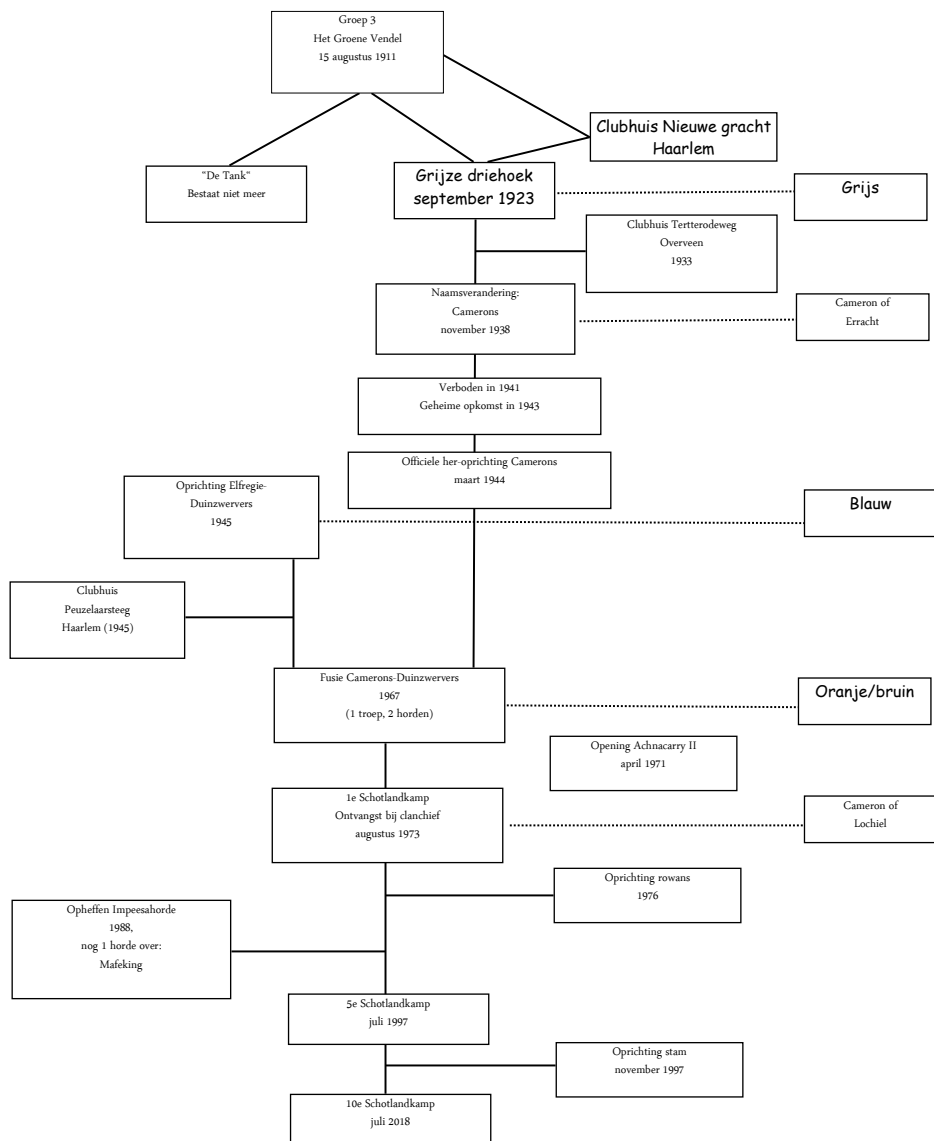 Groep 3
Het Groene Vendel
15 augustus 1911
Clubhuis Nieuwe gracht
Haarlem
"De Tank"
Bestaat niet meer
Grijze driehoek
september 1923
Grijs
Clubhuis Tertterodeweg
Overveen
1933
Naamsverandering:
Camerons
november 1938
Cameron of
Erracht
Verboden in 1941
Geheime opkomst in 1943
Officiele her-oprichting Camerons
maart 1944
Oprichting Elfregie-
Duinzwervers
1945
Blauw
Clubhuis
Peuzelaarsteeg
Haarlem (1945)
Fusie Camerons-Duinzwervers
1967
(1 troep, 2 horden)
Oranje/bruin
Opening Achnacarry II
april 1971
1e Schotlandkamp
Ontvangst bij clanchief
augustus 1973
Cameron of
Lochiel
Oprichting rowans
1976
Opheffen Impeesahorde
1988,
nog 1 horde over:
Mafeking
5e Schotlandkamp
juli 1997
Oprichting stam
november 1997
10e Schotlandkamp
juli 2018